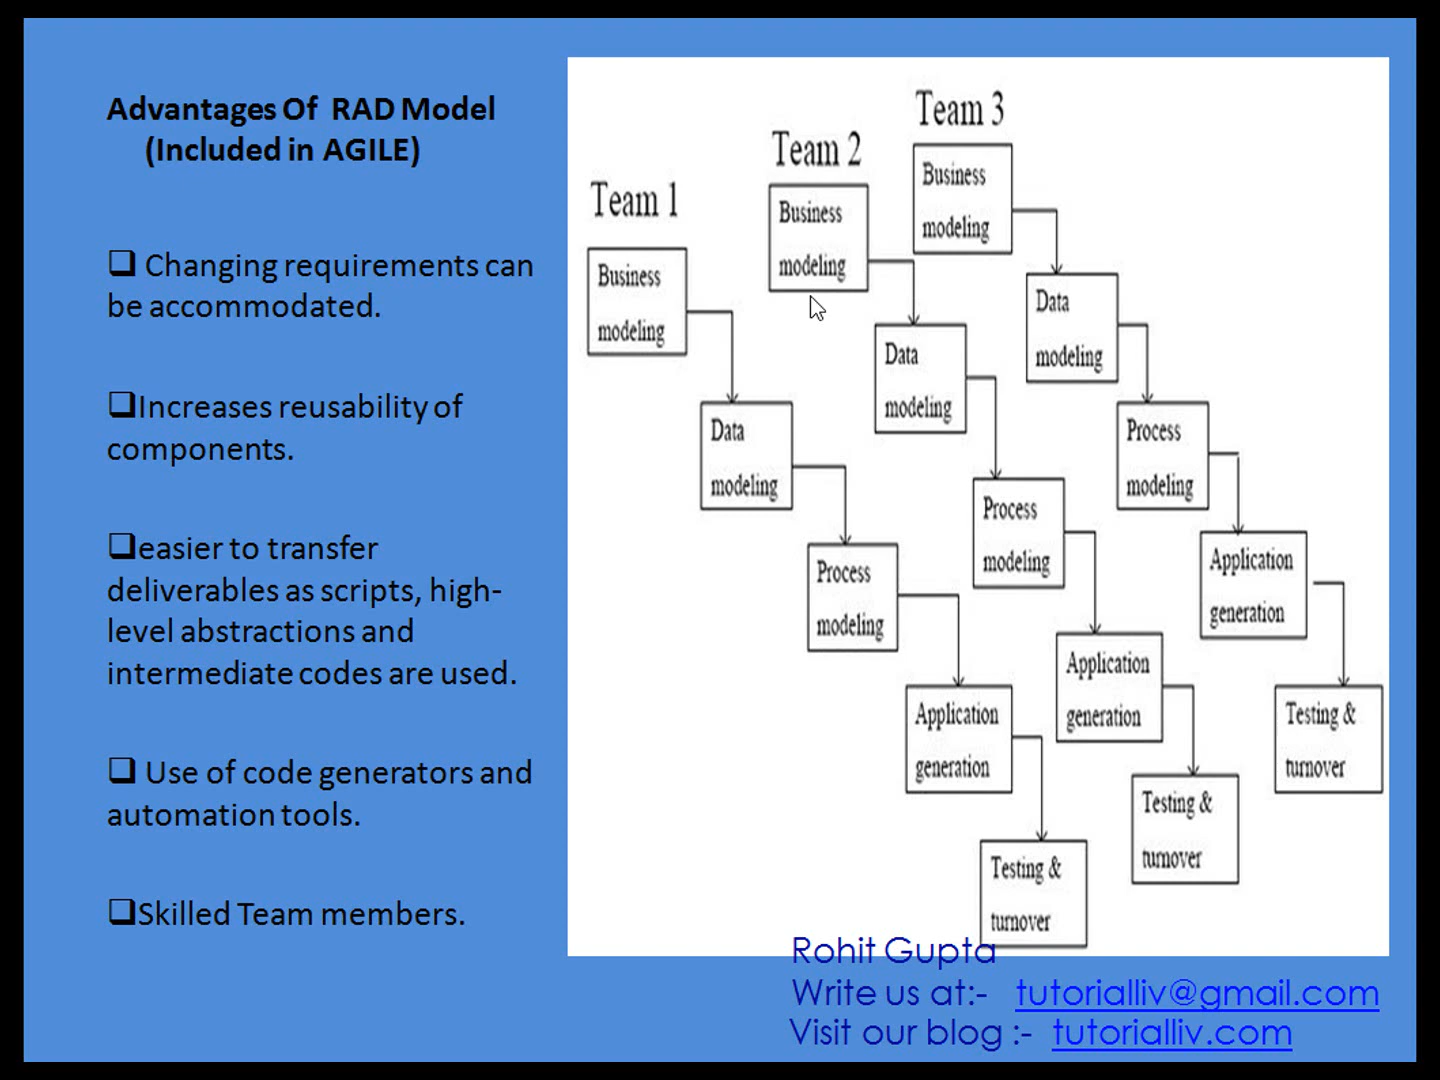 Advantages Of RAD Model
(Included in AGILE)
Changing requirements can
be accommodated.
Increases reusability of
components.
easier to transfer
deliverables as scripts, high-
level abstractions and
intermediate codes are used.
Use of code generators and
automation tools.
Skilled Team members.
Team 1
Business
modeling
Data
modeling
Process
modeling
Application
generation
Testing &
turnover
Team 2
Business
modeling
Data
modeling
Process
modeling
Application
generation
Testing &
turnover
Team 3
Business
modeling
Data
modeling
Process
modeling
Application
generation
Testing &
turnover
Rohit Gupta
Write us at:- tutorialliv@gmail.com
Visit our blog :- tutorialliv.com